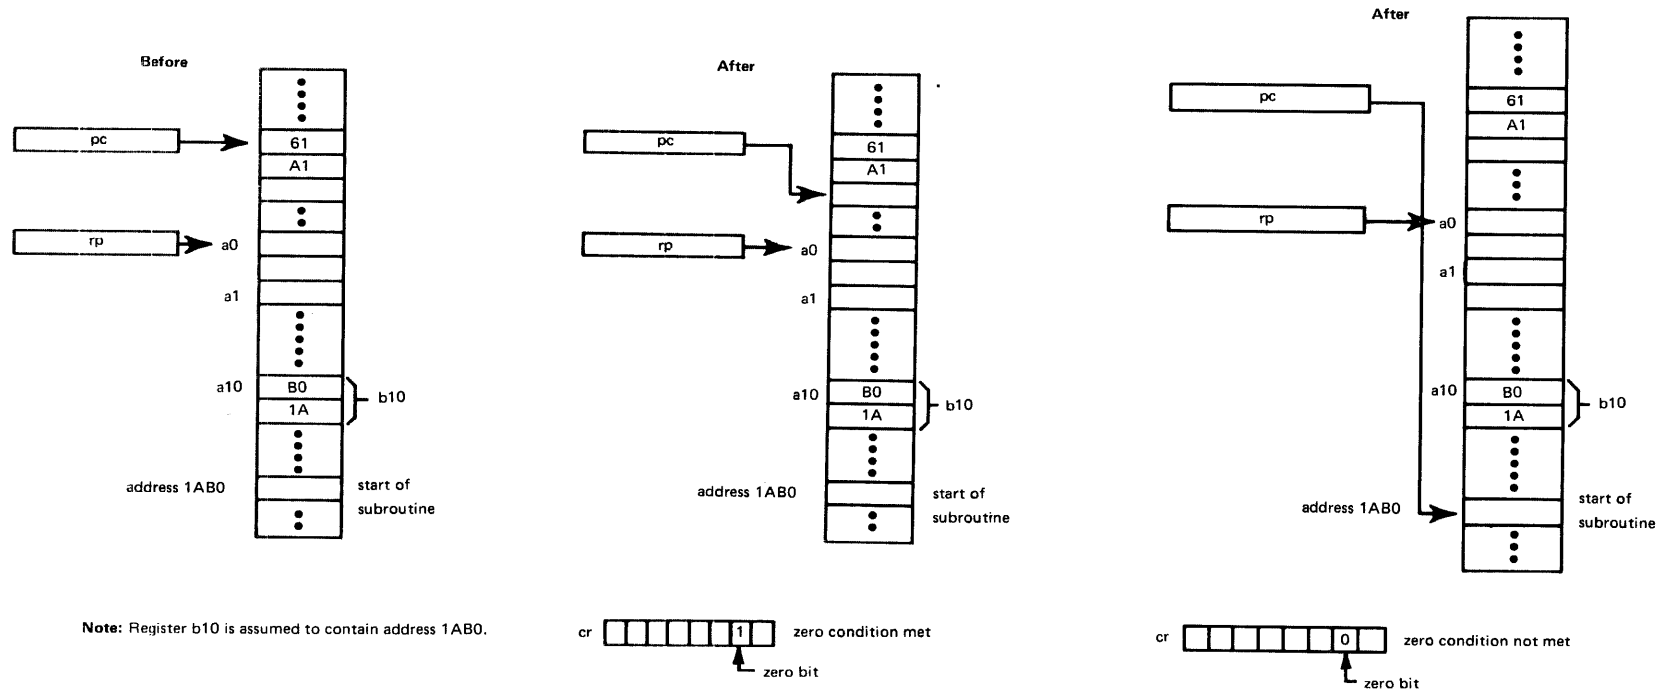 Before
pc
61
A1
rp
a0
a1
a10
B0
1A
b10
address 1AB0
start of
subroutine
Note: Register b10 is assumed to contain address 1AB0.
After
pc
61
A1
rp
a0
a1
a10
B0
1A
b10
address 1AB0
start of
subroutine
cr
1
zero condition met
zero bit
After
pc
61
A1
rp
a0
a1
a10
B0
1A
b10
address 1AB0
start of
subroutine
cr
0
zero condition not met
zero bit